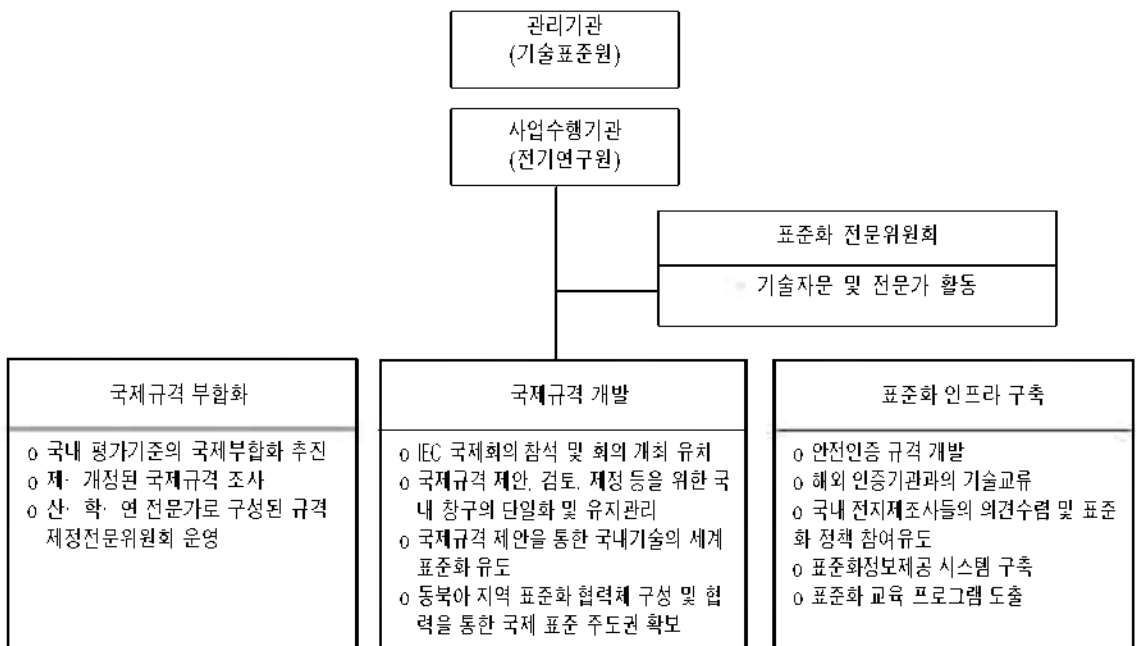 관리기관
(기술표준원)
사업수행기관
(전기연구원)
표준화 전문위원회
기술자문 및 전문가 활동
국제규격 부합화
o 국내 평가기준의 국제부합화 추진
o 제· 개정된 국제규격 조사
o 산· 학· 연 전문가로 구성된 규격
제정전문위원회 운영
국제규격 개발
o IEC 국제회의 참석 및 회의 개최 유치
o 국제규격 제안, 검토, 제정 등을 위한 국
내 창구의 단일화 및 유지관리
o 국제규격 제안을 통한 국내기술의 세계
표준화 유도
o 동북아 지역 표준화 협력체 구성 및 협
력을 통한 국제 표준 주도권 확보
표준화 인프라 구축
o 안전인증 규격 개발
o 해외 인증기관과의 기술교류
o 국내 전지제조사들의 의견수렴 및 표준
화 정책 참여유도
o 표준화정보제공 시스템 구축
o 표준화 교육 프로그램 도출